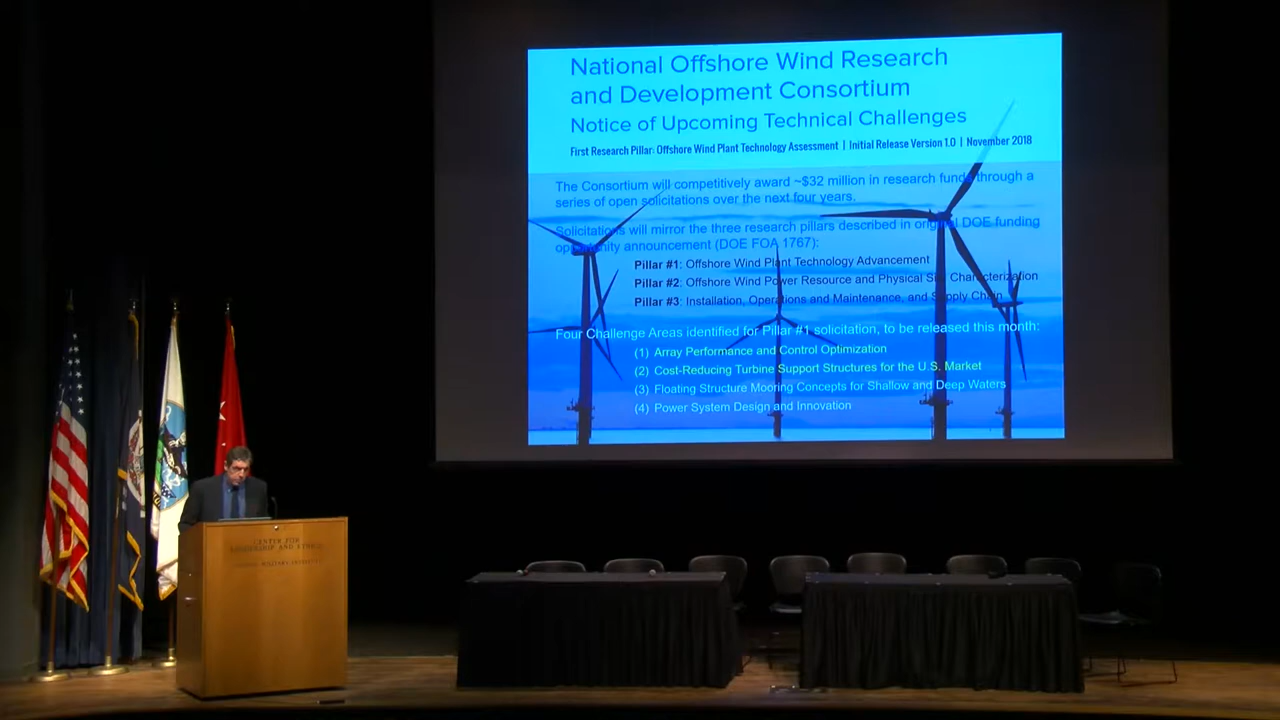 National Offshore Wind Research
and Development Consortium
Notice of Upcoming Technical Challenges
First Research Pillar: Offshore Wind Plant Technology Assessment | Initial Release Version 1.0 | November 2018
The Consortium will competitively award ~$32 million in research funds through a
series of open solicitations over the next four years.
Solicitations will mirror the three research pillars described in original DOE funding
opportunity announcement (DOE FOA 1767):
Pillar #1: Offshore Wind Plant Technology Advancement
Pillar #2: Offshore Wind Power Resource and Physical Site Characterization
Pillar #3: Installation, Operations and Maintenance, and Supply Chain
Four Challenge Areas identified for Pillar #1 solicitation, to be released this month:
(1) Array Performance and Control Optimization
(2) Cost-Reducing Turbine Support Structures for the U.S. Market
(3) Floating Structure Mooring Concepts for Shallow and Deep Waters
(4) Power System Design and Innovation
CENTER FOR
LEADERSHIP AND ETHICS